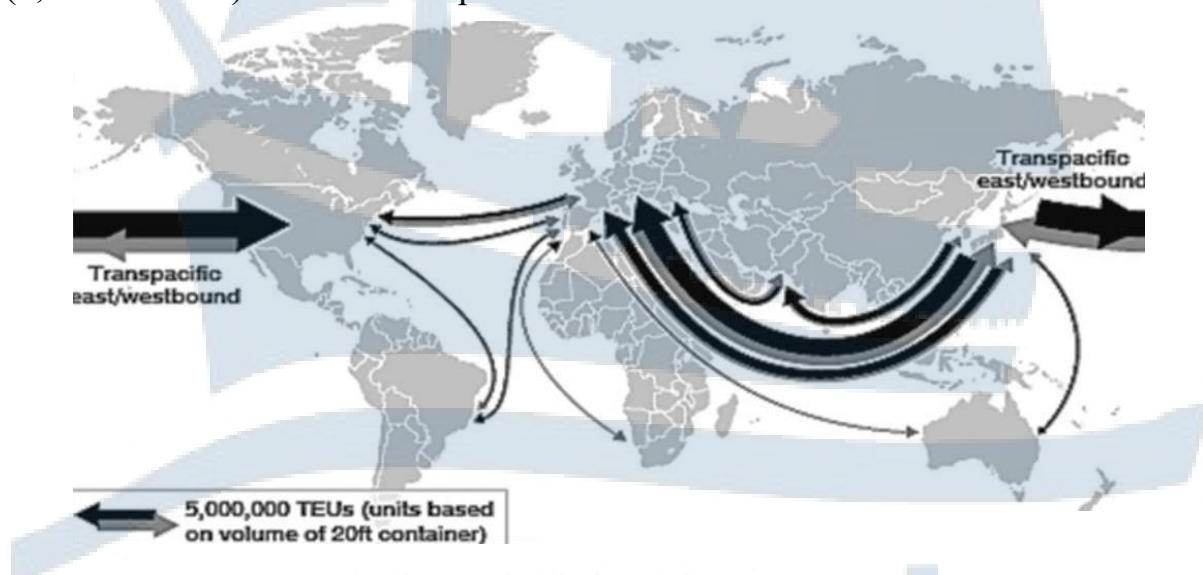 Transpacific
east/westbound
Transpacific
east/westbound
5,000,000 TEUs (units based
on volume of 20ft container)